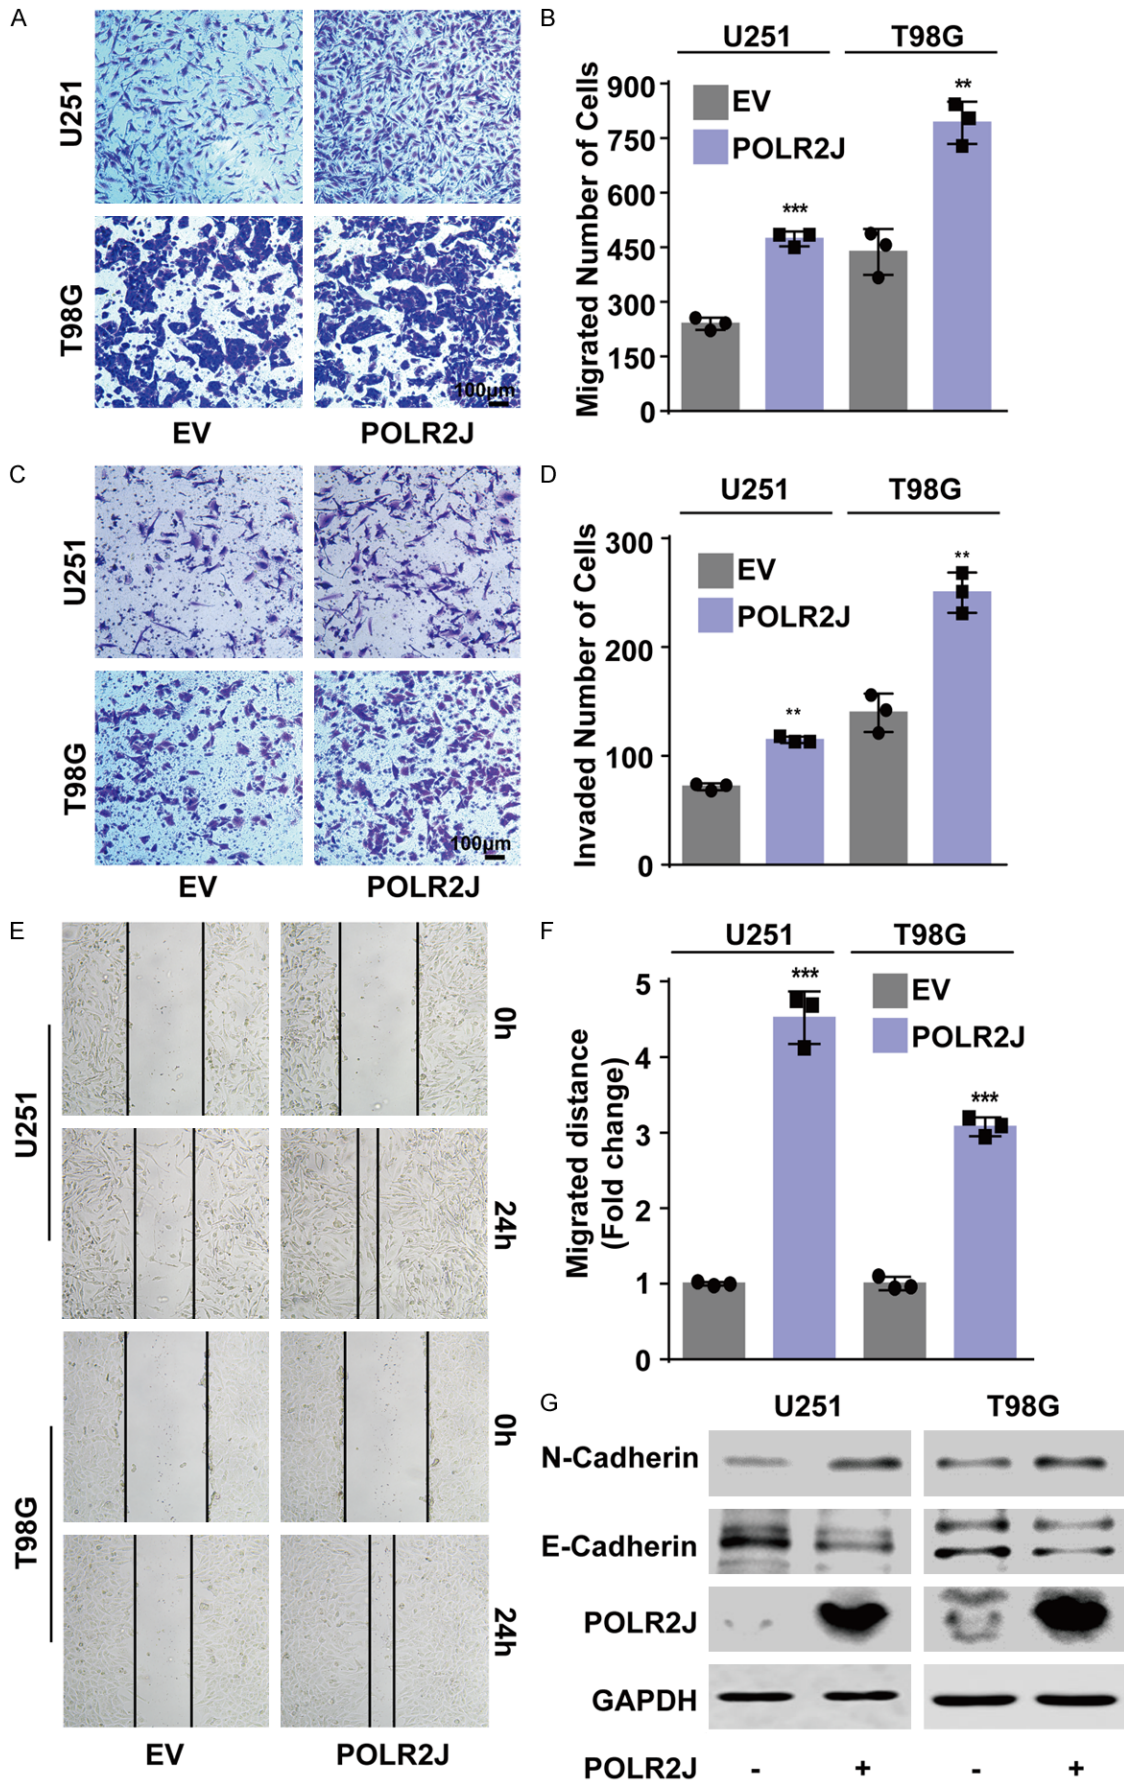 A
U251
T98G
100μm
EV POLR2J
B
U251 T98G
Migrated Number of Cells
900
750
600
450
300
150
0
EV
POLR2J
***
**
C
U251
T98G
100μm
EV POLR2J
D
U251 T98G
Invaded Number of Cells
300
200
100
0
EV
POLR2J
**
**
E
U251
0h
24h
T98G
0h
24h
EV POLR2J
F
U251 T98G
Migrated distance
(Fold change)
5
4
3
2
1
0
EV
POLR2J
***
***
G
U251 T98G
N-Cadherin
E-Cadherin
POLR2J
GAPDH
POLR2J - + - +